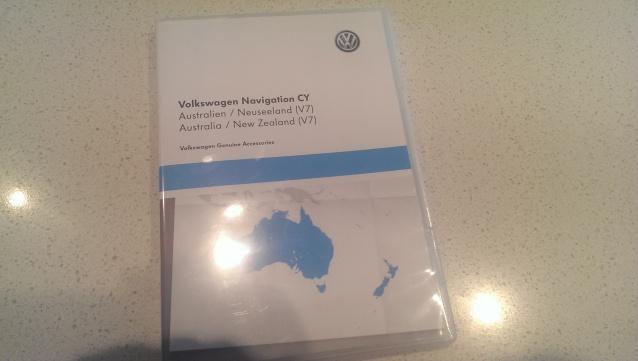 Volkswagen Navigation CY
Australien / Neuseeland (V7)
Australia / New Zealand (V7)
Volkswagen Genuine Accessories